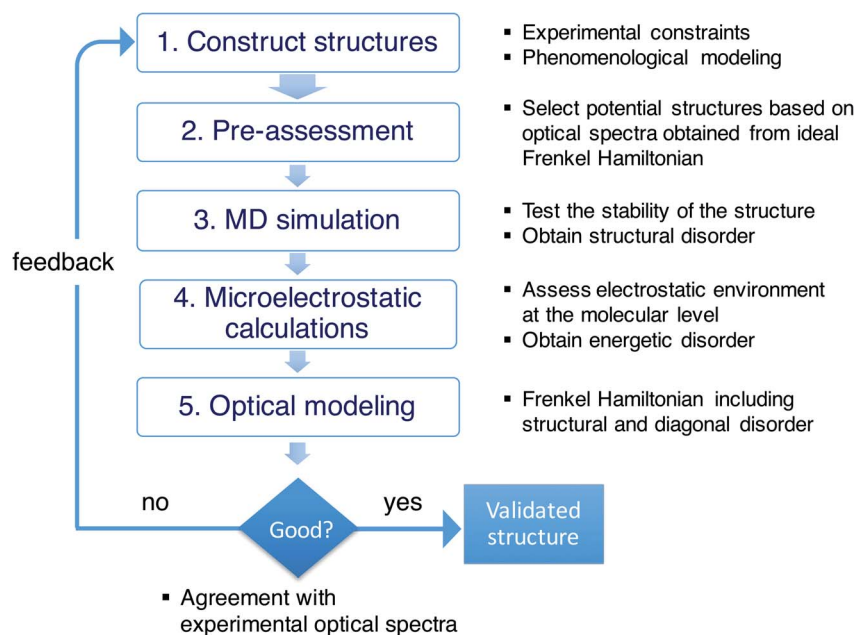 1. Construct structures
▪ Experimental constraints
▪ Phenomenological modeling
2. Pre-assessment
▪ Select potential structures based on
optical spectra obtained from ideal
Frenkel Hamiltonian
3. MD simulation
▪ Test the stability of the structure
▪ Obtain structural disorder
feedback
4. Microelectrostatic
calculations
▪ Assess electrostatic environment
at the molecular level
▪ Obtain energetic disorder
5. Optical modeling
▪ Frenkel Hamiltonian including
structural and diagonal disorder
no
Good?
yes
Validated
structure
▪ Agreement with
experimental optical spectra